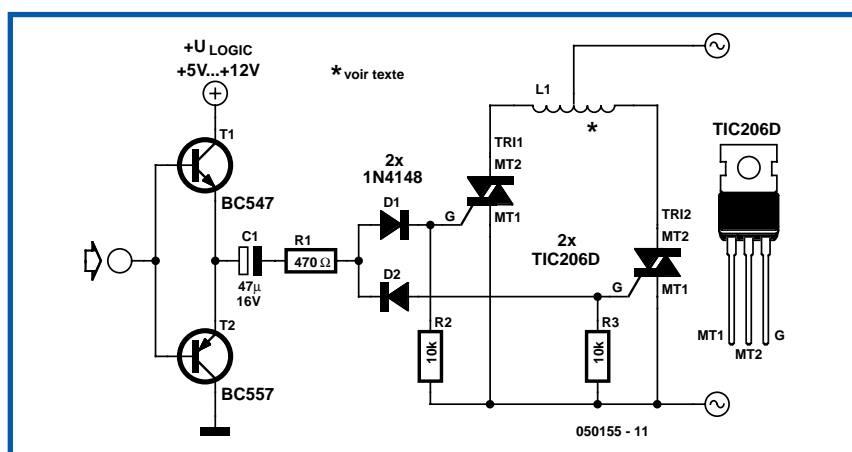 +U LOGIC
+5V...+12V
* voir texte
T1
BC547
C1
47µ
16V
R1
470 Ω
T2
BC557
2x
1N4148
D1
D2
R2
10k
L1
*
TRI1
MT2
G
MT1
2x
TIC206D
TRI2
MT2
G
MT1
R3
10k
050155 - 11
TIC206D
MT1
MT2
G